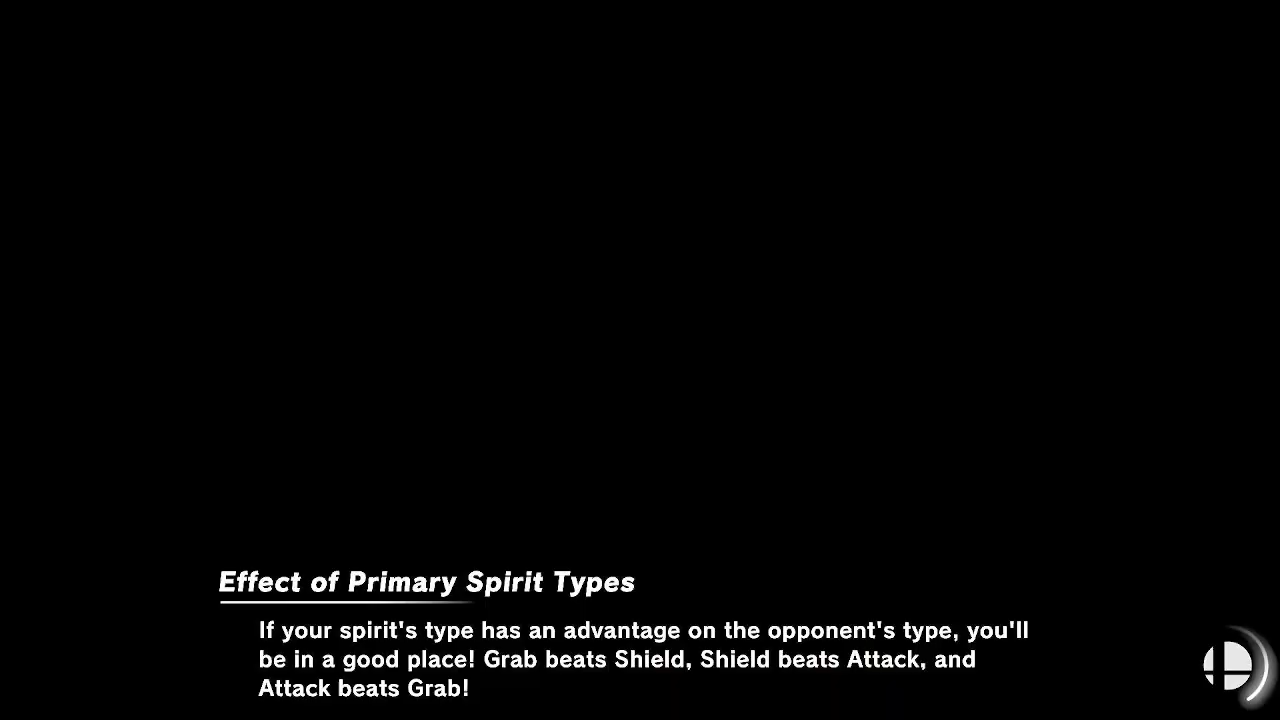 Effect of Primary Spirit Types
If your spirit's type has an advantage on the opponent's type, you'll
be in a good place! Grab beats Shield, Shield beats Attack, and
Attack beats Grab!